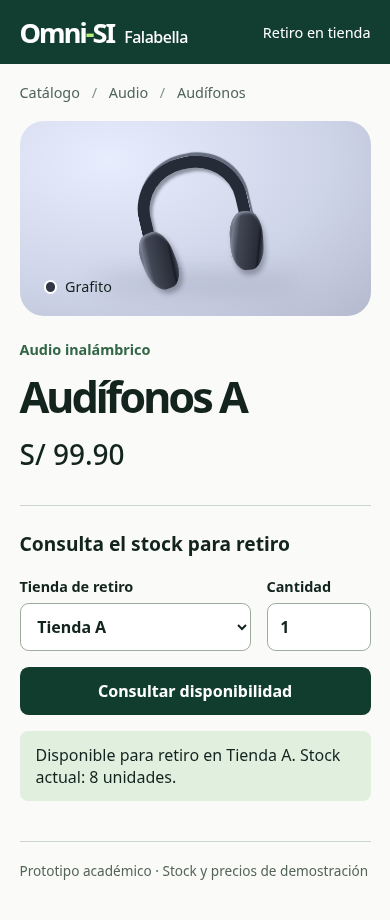 Omni-SI Falabella
Retiro en tienda
Catálogo / Audio / Audífonos
Grafito
Audio inalámbrico
Audífonos A
S/ 99.90
Consulta el stock para retiro
Tienda de retiro
Cantidad
Tienda A
1
Consultar disponibilidad
Disponible para retiro en Tienda A. Stock
actual: 8 unidades.
Prototipo académico · Stock y precios de demostración